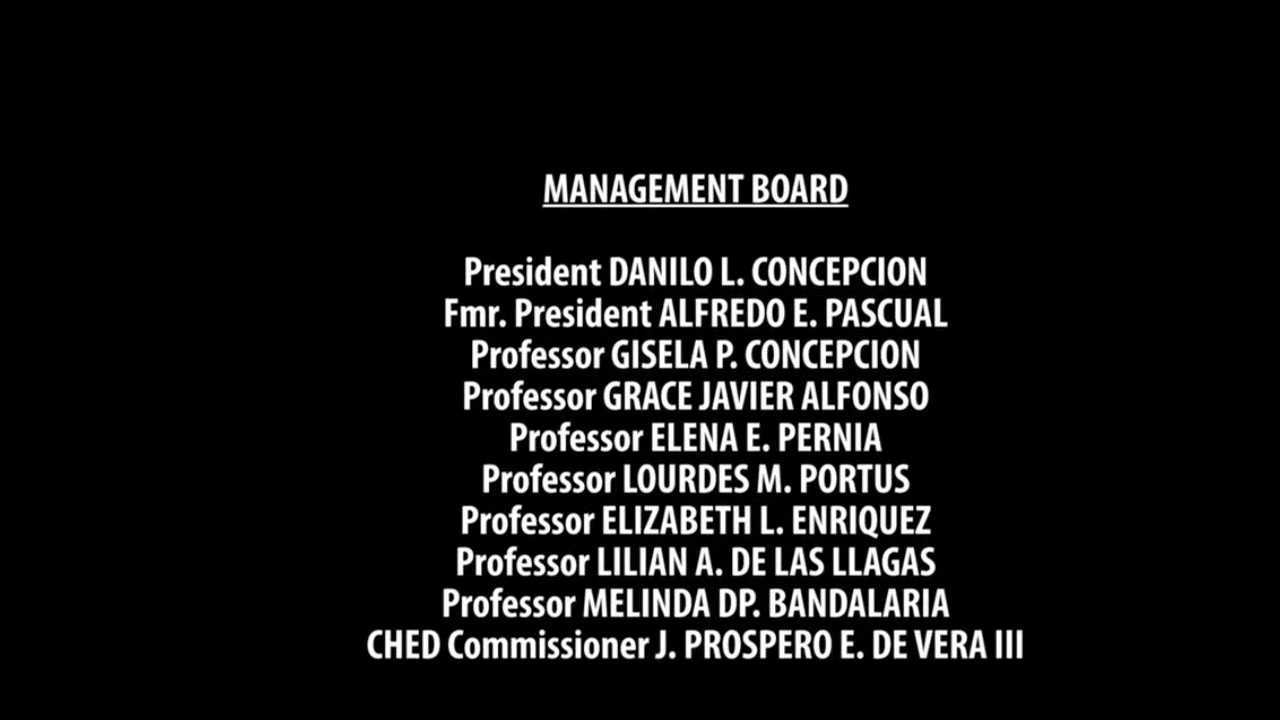 MANAGEMENT BOARD
President DANILO L. CONCEPCION
Fmr. President ALFREDO E. PASCUAL
Professor GISELA P. CONCEPCION
Professor GRACE JAVIER ALFONSO
Professor ELENA E. PERNIA
Professor LOURDES M. PORTUS
Professor ELIZABETH L. ENRIQUEZ
Professor LILIAN A. DE LAS LLAGAS
Professor MELINDA DP. BANDALARIA
CHED Commissioner J. PROSPERO E. DE VERA III